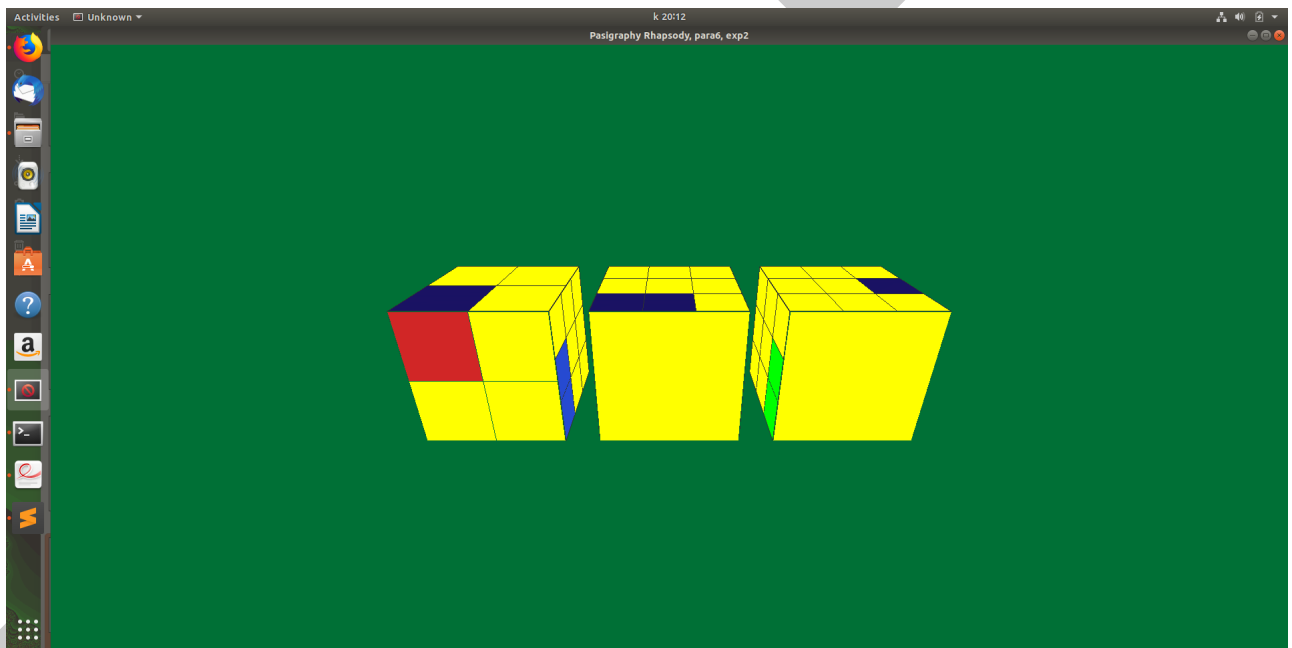 Activities Unknown k 20:12
Pasigraphy Rhapsody, para6, exp2